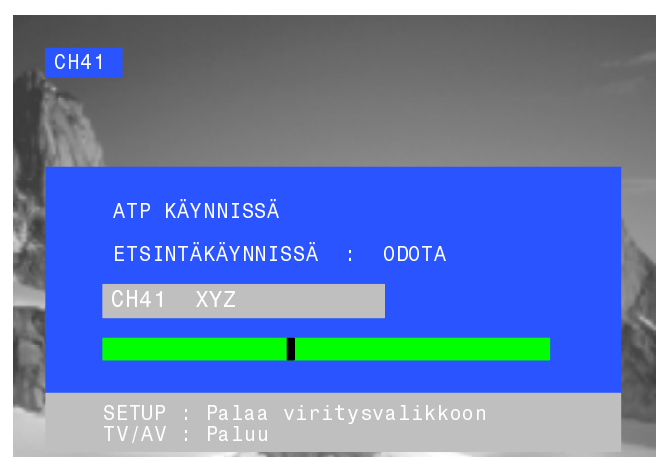 CH41
ATP KÄYNNISSÄ
ETSINTÄKÄYNNISSÄ : ODOTA
CH41 XYZ
SETUP : Palaa viritysvalikkoon
TV/AV : Paluu